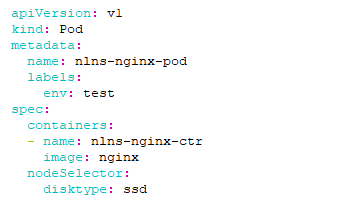 apiVersion: v1
kind: Pod
metadata:
  name: nlns-nginx-pod
  labels:
    env: test
spec:
  containers:
  - name: nlns-nginx-ctr
    image: nginx
  nodeSelector:
    disktype: ssd